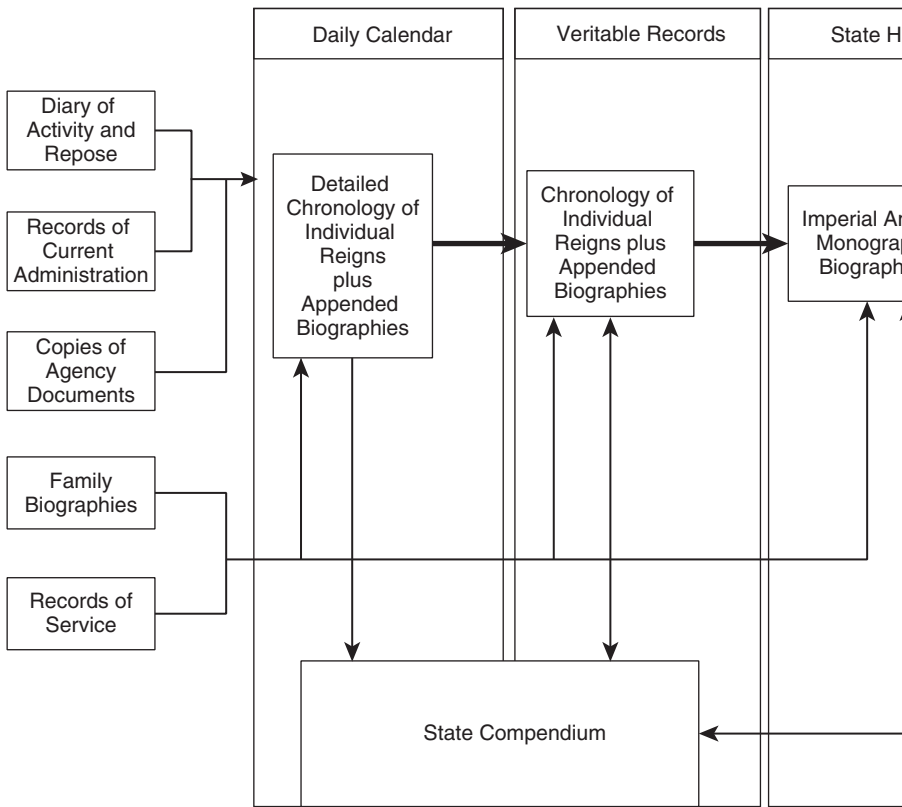 Daily Calendar
Veritable Records
State H
Diary of
Activity and
Repose
Records of
Current
Administration
Copies of
Agency
Documents
Family
Biographies
Records of
Service
Detailed
Chronology of
Individual
Reigns
plus
Appended
Biographies
Chronology of
Individual
Reigns plus
Appended
Biographies
Imperial An
Monograp
Biograph
State Compendium